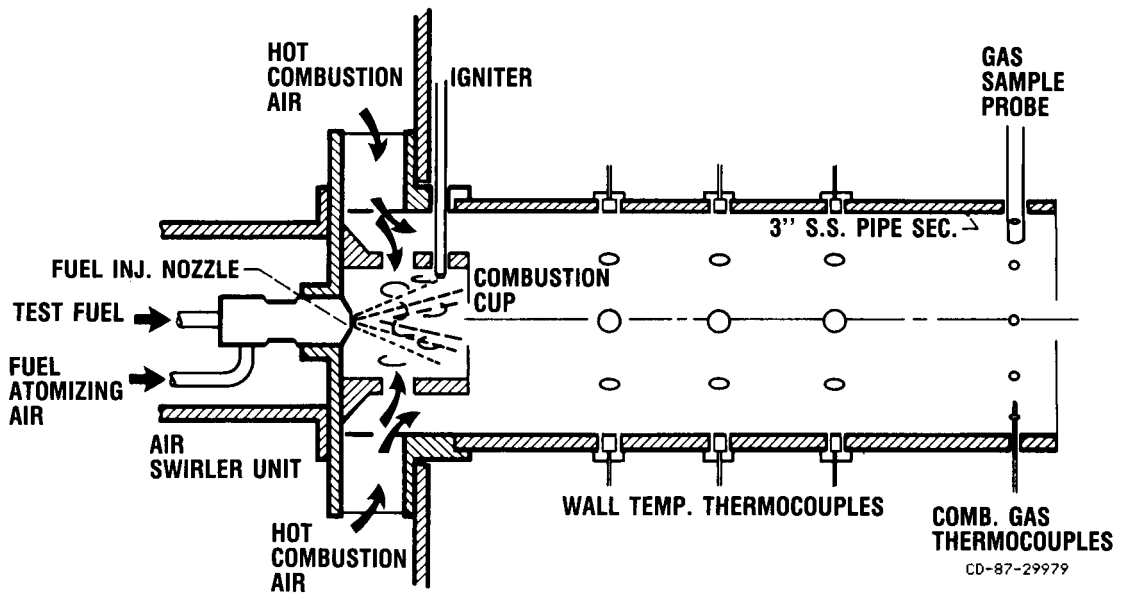 HOT
COMBUSTION
AIR
IGNITER
GAS
SAMPLE
PROBE
3" S.S. PIPE SEC.
FUEL INJ. NOZZLE
COMBUSTION
CUP
TEST FUEL
FUEL
ATOMIZING
AIR
AIR
SWIRLER UNIT
WALL TEMP. THERMOCOUPLES
HOT
COMBUSTION
AIR
COMB. GAS
THERMOCOUPLES
CD-87-29979